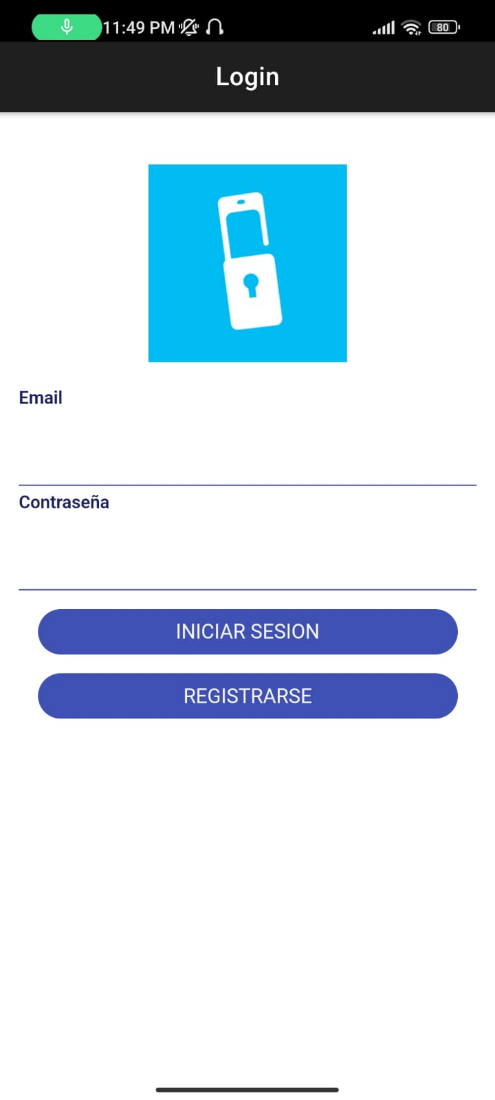 11:49 PM
80
Login
Email
Contraseña
INICIAR SESION
REGISTRARSE